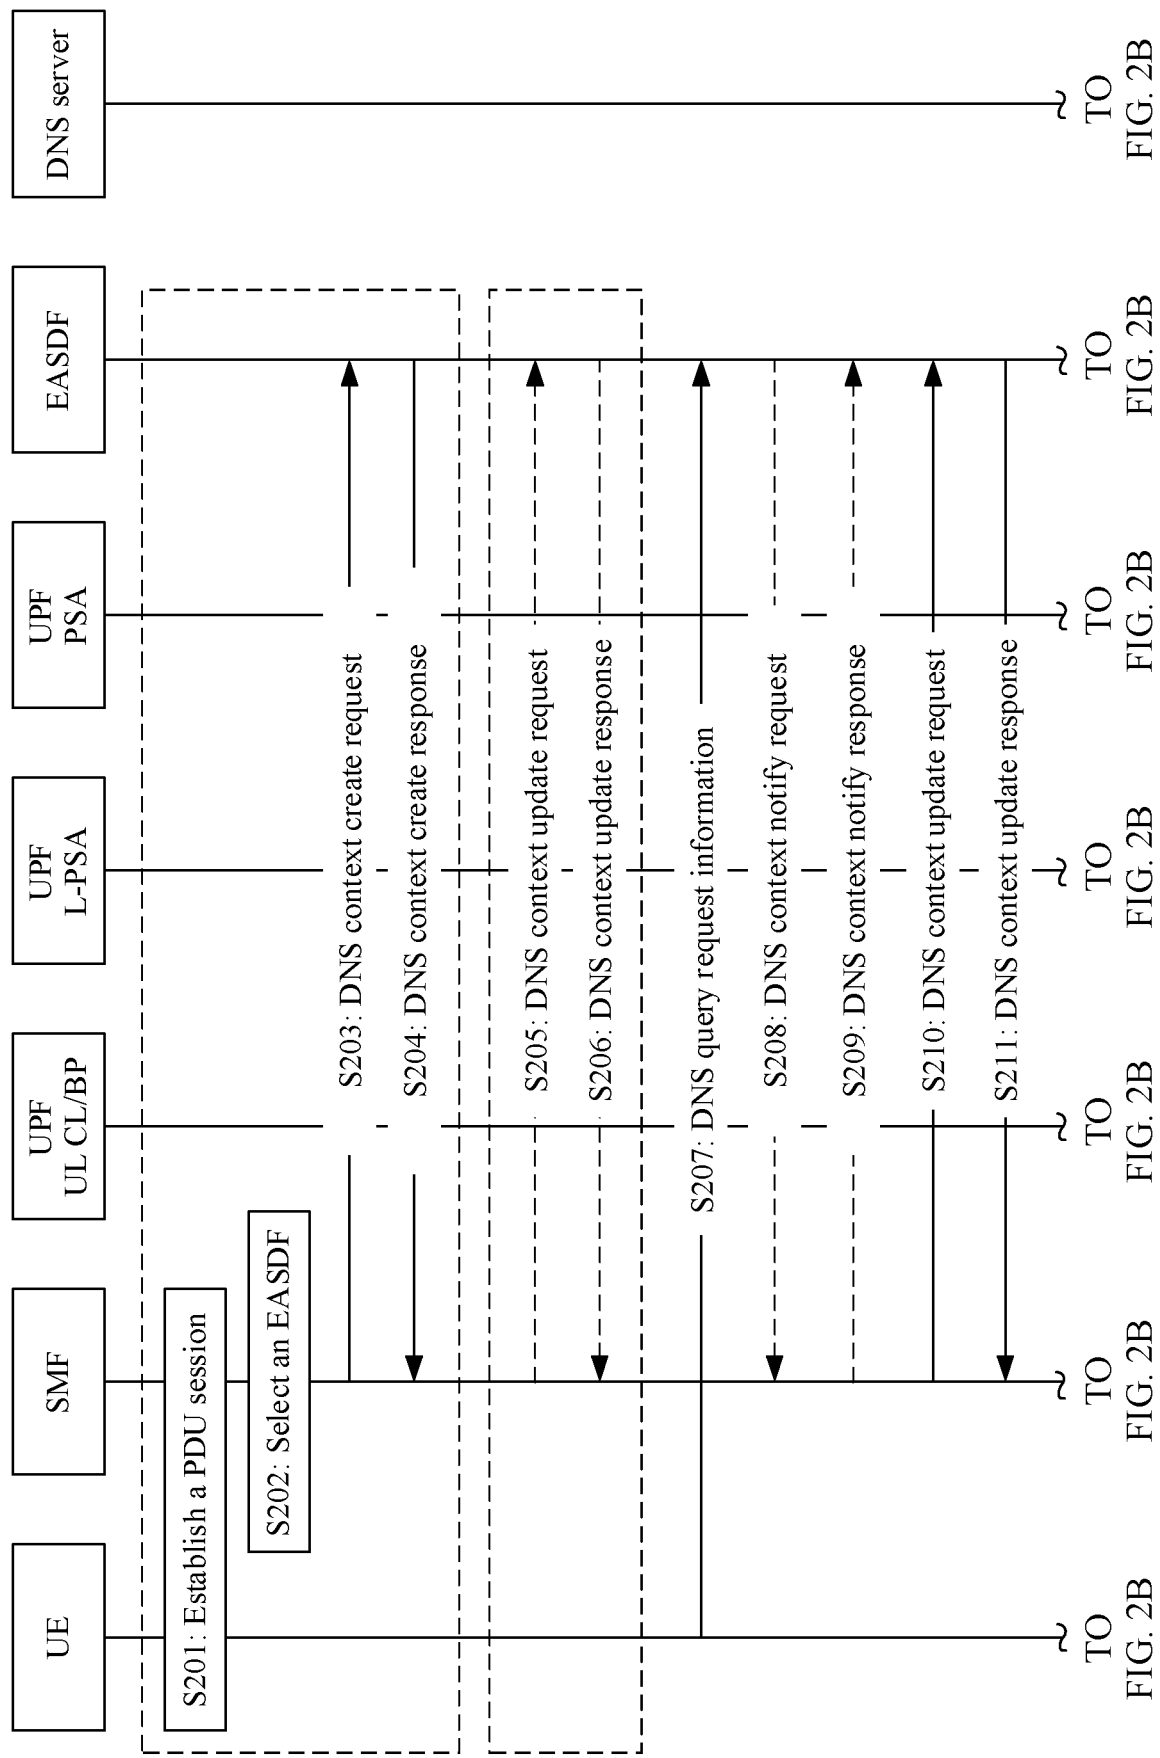 UE
SMF
UPF
UL CL/BP
UPF
L-PSA
UPF
PSA
EASDF
DNS server
S201: Establish a PDU session
S202: Select an EASDF
S203: DNS context create request
S204: DNS context create response
S205: DNS context update request
S206: DNS context update response
S207: DNS query request information
S208: DNS context notify request
S209: DNS context notify response
S210: DNS context update request
S211: DNS context update response
TO
FIG. 2B
TO
FIG. 2B
TO
FIG. 2B
TO
FIG. 2B
TO
FIG. 2B
TO
FIG. 2B
TO
FIG. 2B